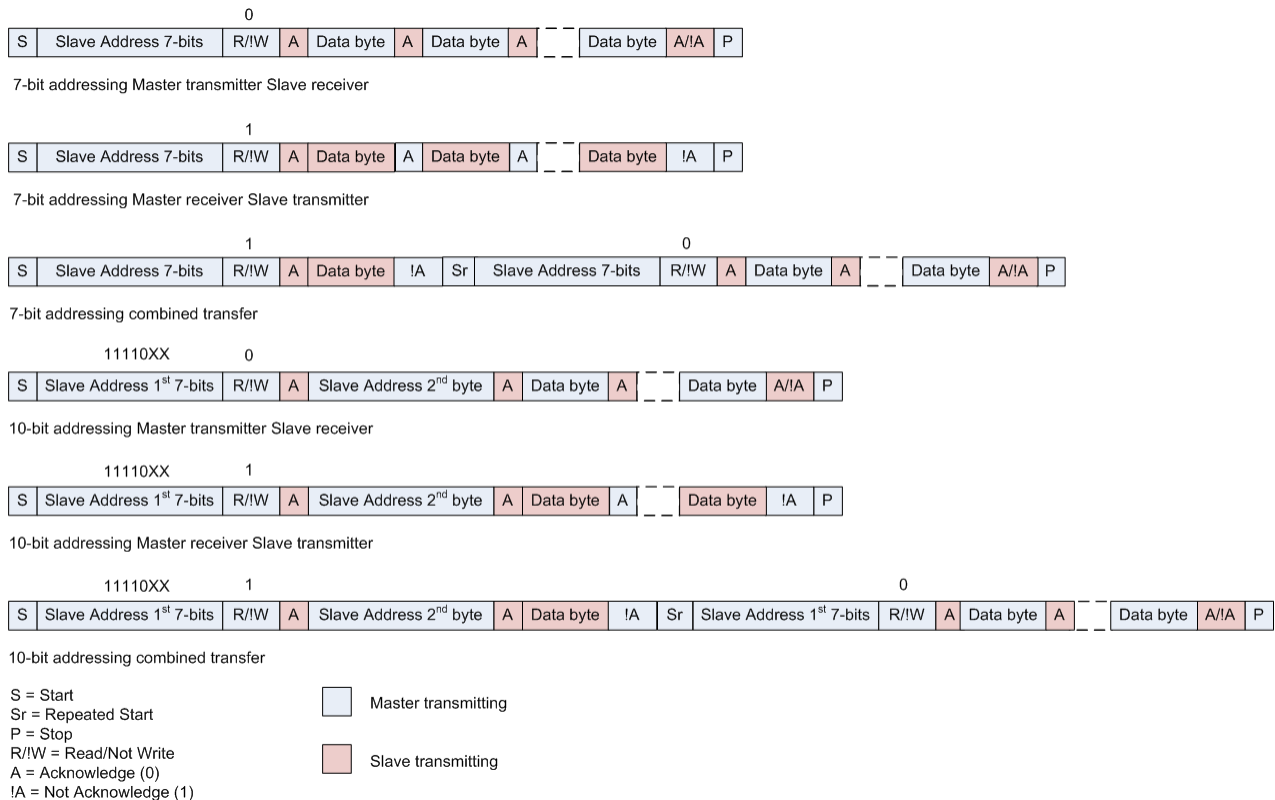 0
S Slave Address 7-bits R/!W A Data byte A Data byte A Data byte A/!A P
7-bit addressing Master transmitter Slave receiver
1
S Slave Address 7-bits R/!W A Data byte A Data byte A Data byte !A P
7-bit addressing Master receiver Slave transmitter
1 0
S Slave Address 7-bits R/!W A Data byte !A Sr Slave Address 7-bits R/!W A Data byte A Data byte A/!A P
7-bit addressing combined transfer
11110XX 0
S Slave Address 1st 7-bits R/!W A Slave Address 2nd byte A Data byte A Data byte A/!A P
10-bit addressing Master transmitter Slave receiver
11110XX 1
S Slave Address 1st 7-bits R/!W A Slave Address 2nd byte A Data byte A Data byte !A P
10-bit addressing Master receiver Slave transmitter
11110XX 1 0
S Slave Address 1st 7-bits R/!W A Slave Address 2nd byte A Data byte !A Sr Slave Address 1st 7-bits R/!W A Data byte A Data byte A/!A P
10-bit addressing combined transfer
S = Start
Sr = Repeated Start
P = Stop
R/!W = Read/Not Write
A = Acknowledge (0)
!A = Not Acknowledge (1)
Master transmitting
Slave transmitting